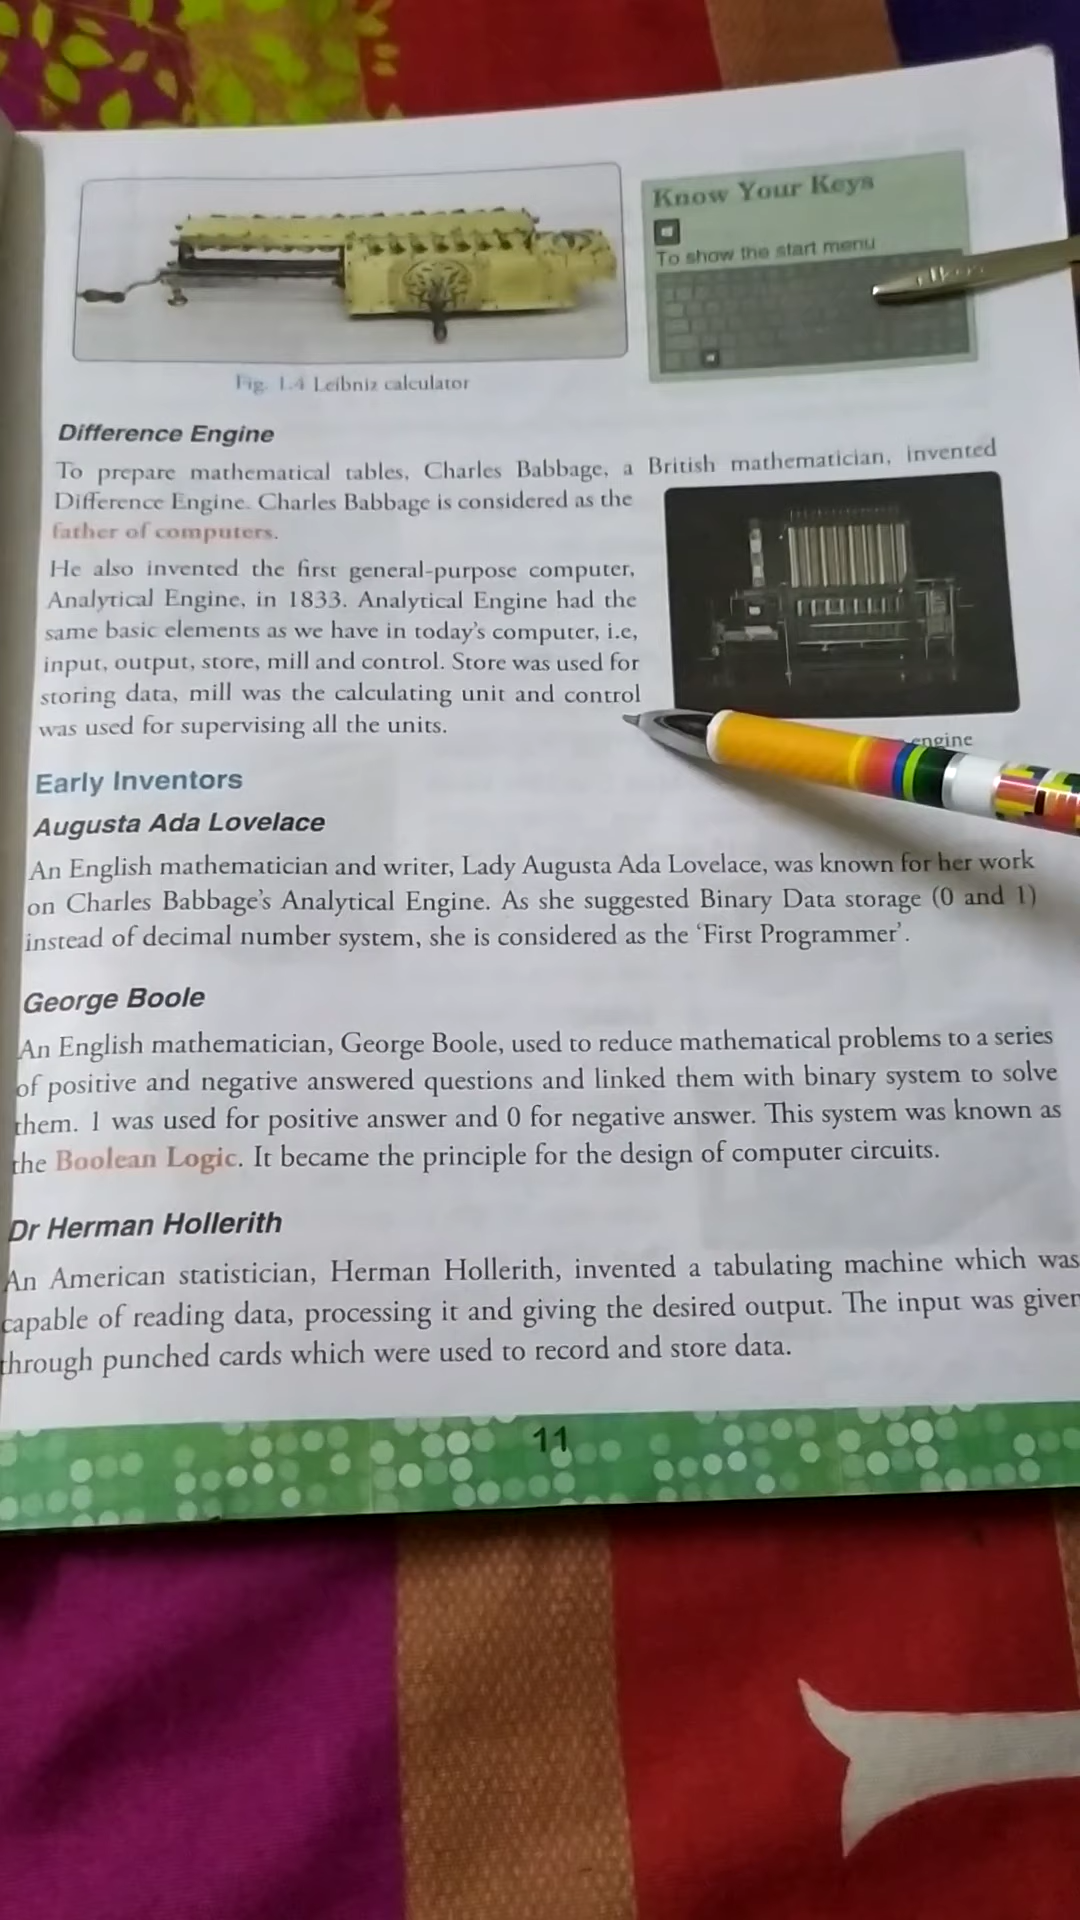 Know Your Keys
To show the start menu
Fig. 1.4 Leibniz calculator
Difference Engine
To prepare mathematical tables, Charles Babbage, a British mathematician, invented
Difference Engine. Charles Babbage is considered as the
father of computers.
He also invented the first general-purpose computer,
Analytical Engine, in 1833. Analytical Engine had the
same basic elements as we have in today's computer, i.e,
input, output, store, mill and control. Store was used for
storing data, mill was the calculating unit and control
was used for supervising all the units.
engine
Early Inventors
Augusta Ada Lovelace
An English mathematician and writer, Lady Augusta Ada Lovelace, was known for her work
on Charles Babbage's Analytical Engine. As she suggested Binary Data storage (0 and 1)
instead of decimal number system, she is considered as the 'First Programmer'.
George Boole
An English mathematician, George Boole, used to reduce mathematical problems to a series
of positive and negative answered questions and linked them with binary system to solve
them. 1 was used for positive answer and 0 for negative answer. This system was known as
the Boolean Logic. It became the principle for the design of computer circuits.
Dr Herman Hollerith
An American statistician, Herman Hollerith, invented a tabulating machine which was
capable of reading data, processing it and giving the desired output. The input was given
through punched cards which were used to record and store data.
11